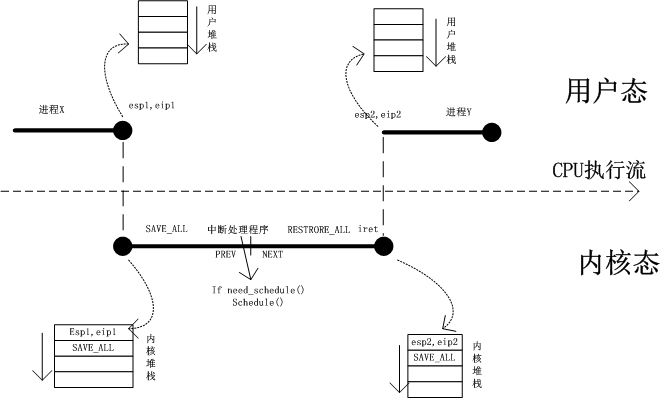 用户堆栈
用户堆栈
用户态
进程X
esp1,eip1
esp2,eip2
进程Y
CPU执行流
SAVE_ALL
中断处理程序
RESTRORE_ALL
iret
PREV
NEXT
内核态
If need_schedule()
Schedule()
Esp1,eip1
SAVE_ALL
内核堆栈
esp2,eip2
SAVE_ALL
内核堆栈